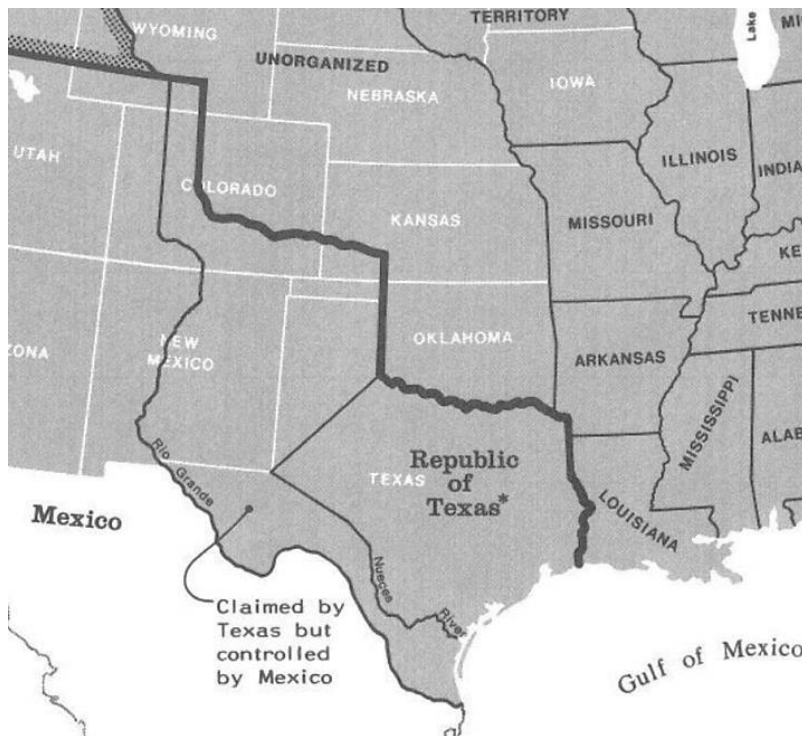 TERRITORY
MI
Lake
WYOMING
UNORGANIZED
NEBRASKA
IOWA
UTAH
COLORADO
ILLINOIS
INDIA
KANSAS
MISSOURI
KE
TENNE
ZONA
NEW
MEXICO
OKLAHOMA
ARKANSAS
MISSISSIPPI
ALAB
Rio Grande
TEXAS
Republic
of
Texas*
LOUISIANA
Mexico
Nueces
River
Claimed by
Texas but
controlled
by Mexico
Gulf of Mexico